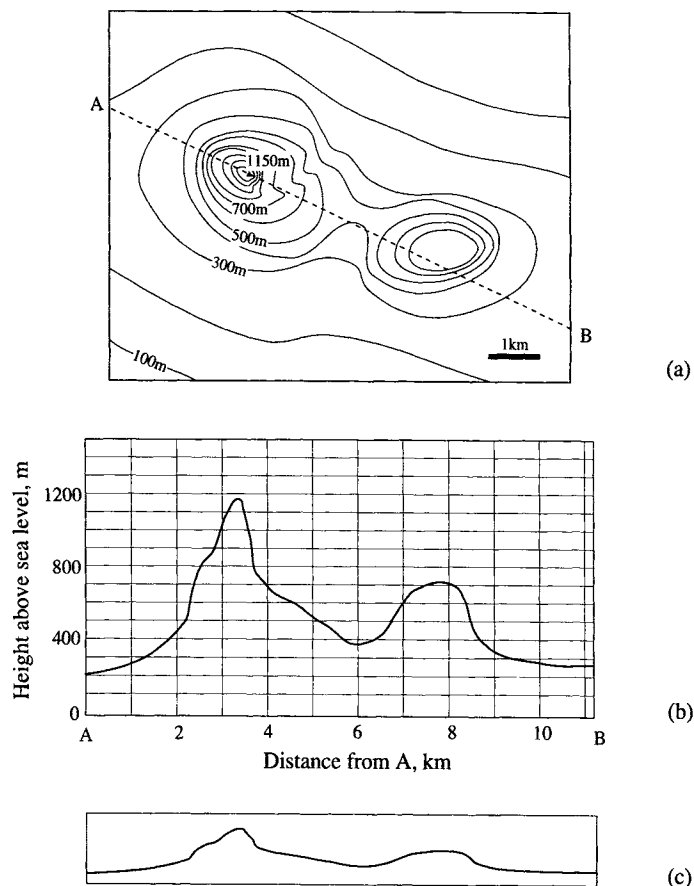 A
1150m
700m
500m
300m
100m
B
1km
(a)
Height above sea level, m
1200
800
400
0
A
2
4
6
8
10
B
Distance from A, km
(b)
(c)